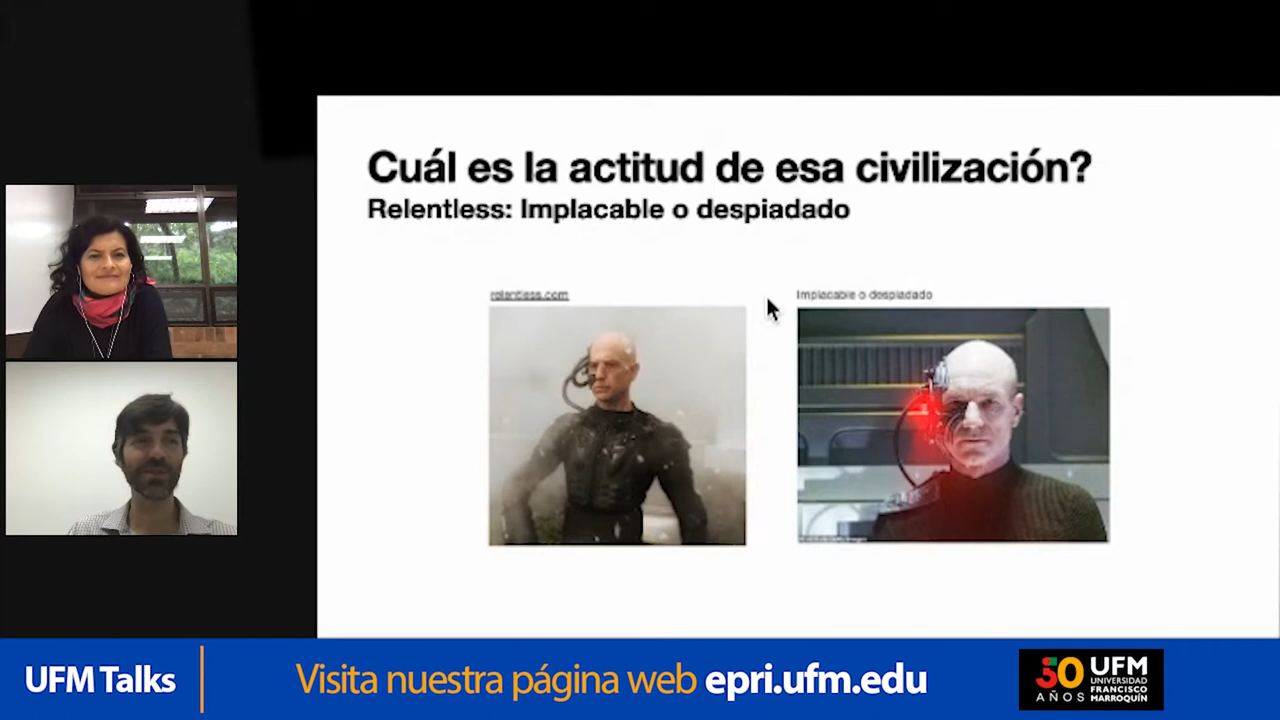 Cuál es la actitud de esa civilización?
Relentless: Implacable o despiadado
relentless.com
Implacable o despiadado
UFM Talks
Visita nuestra página web epri.ufm.edu
50 AÑOS
UFM
UNIVERSIDAD
FRANCISCO
MARROQUÍN